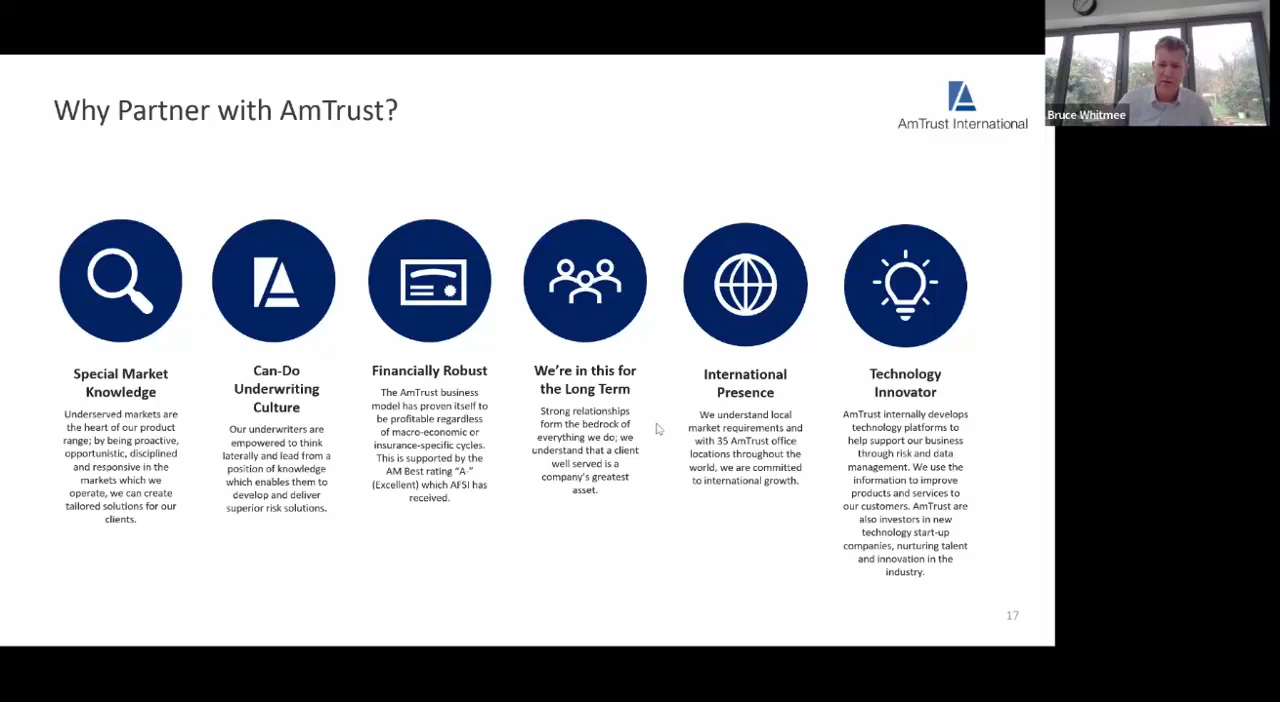 Why Partner with AmTrust?
AmTrust International
Bruce Whitmee
Special Market
Knowledge
Underserved markets are
the heart of our product
range; by being proactive,
opportunistic, disciplined
and responsive in the
markets which we
operate, we can create
tailored solutions for our
clients.
Can-Do
Underwriting
Culture
Our underwriters are
empowered to think
laterally and lead from a
position of knowledge
which enables them to
develop and deliver
superior risk solutions.
Financially Robust
The AmTrust business
model has proven itself to
be profitable regardless
of macro-economic or
insurance-specific cycles.
This is supported by the
AM Best rating “A-”
(Excellent) which AFSI has
received.
We’re in this for
the Long Term
Strong relationships
form the bedrock of
everything we do; we
understand that a client
well served is a
company's greatest
asset.
International
Presence
We understand local
market requirements and
with 35 AmTrust office
locations throughout the
world, we are committed
to international growth.
Technology
Innovator
AmTrust internally develops
technology platforms to
help support our business
through risk and data
management. We use the
information to improve
products and services to
our customers. AmTrust are
also investors in new
technology start-up
companies, nurturing talent
and innovation in the
industry.
17